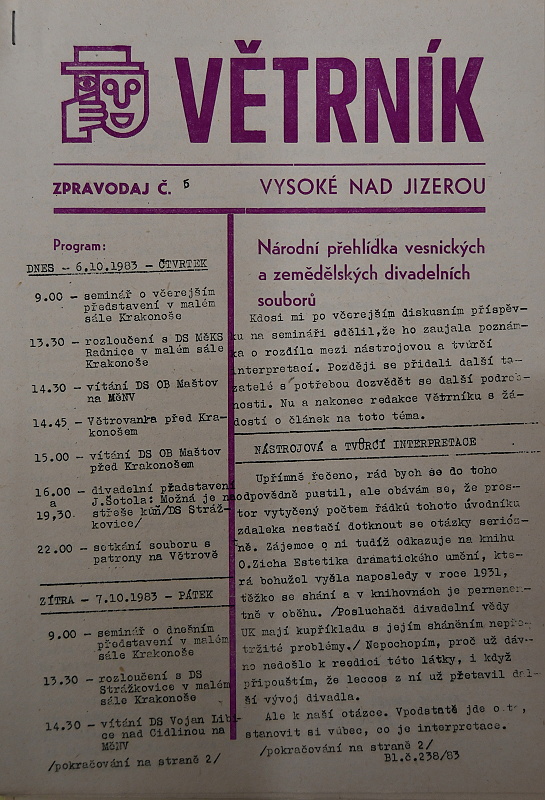 VĚTRNÍK
ZPRAVODAJ Č. 5
VYSOKÉ NAD JIZEROU
Program:
DNES - 6.10.1983 - ČTVRTEK
9.00 - seminář o včerejším
představení v malém
sále Krakonoše
13.30 - rozloučení s DS MěKS
Radnice v malém sále
Krakonoše
14.30 - vítání DS OB Maštov
na MěNV
14.45 - Větrovanka před Kra-
konošem
15.00 - vítání DS OB Maštov
před Krakonošem
16.00 - divadelní představení
a J.Šotola: Možná je na
19,30 střeše kůň/DS Stráž-
kovice/
22.00 - setkání souboru s
patrony na Větrově
ZÍTRA - 7.10.1983 - PÁTEK
9.00 - seminář o dnešním
představení v malém
sále Krakonoše
13.30 - rozloučení s DS
Strážkovice v malém
sále Krakonoše
14.30 - vítání DS Vojan Libi-
ce nad Cidlinou na
MěNV
/pokračování na straně 2/
Národní přehlídka vesnických
a zemědělských divadelních
souborů
Kdosi mi po včerejším diskusním příspěv-
ku na semináři sdělil,že ho zaujala poznám-
ka o rozdílu mezi nástrojovou a tvůrčí
interpretací. Později se přidali další ta-
zatelé s potřebou dozvědět se další podrob-
nosti. Nu a nakonec redakce Větrníku s žá-
dostí o článek na toto téma.
NÁSTROJOVÁ a TVŮRČÍ INTERPRETACE
Upřímně řečeno, rád bych se do toho
odpovědně pustil, ale obávám se, že pros-
tor vytyčený počtem řádků tohoto úvodníku
zdaleka nestačí dotknout se otázky serióz-
ně. Zájemce o ni tudíž odkazuje na knihu
O.Zicha Estetika dramatického umění, kte-
rá bohužel vyšla naposledy v roce 1931,
těžko se shání a v knihovnách je permenen-
tně v oběhu. /Posluchači divadelní vědy
UK mají kupříkladu s jejím sháněním nepře-
tržité problémy./ Nepochopím, proč už dáv-
no nedošlo k reedici této látky, i když
připouštím, že leccos z ní už přetavil dal-
ší vývoj divadla.
Ale k naší otázce. Vpodstatě jde o
stanovit si vůbec, co je interpretace.
/pokračování na straně 2/
Bl.č.238/83